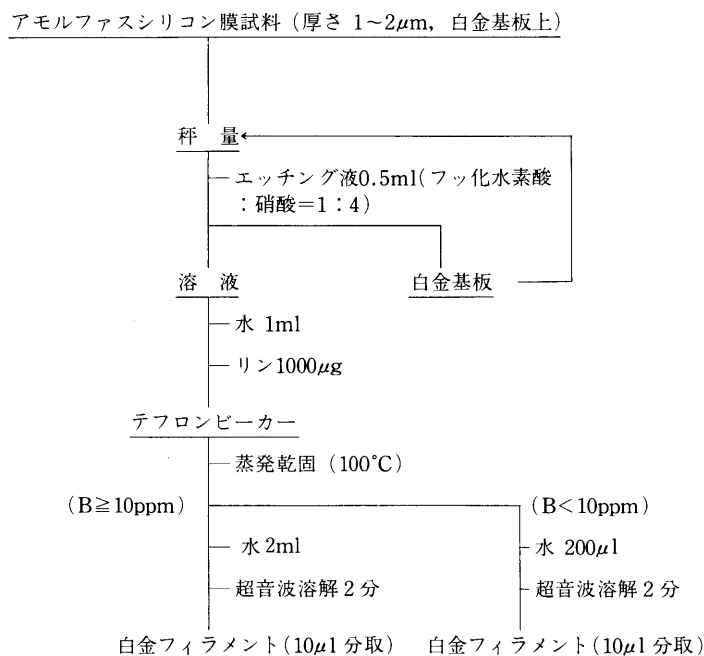 アモルファスシリコン膜試料（厚さ 1~2μm，白金基板上）
秤 量
エッチング液0.5ml(フッ化水素酸
：硝酸＝1：4)
溶 液
白金基板
水 1ml
リン1000μg
テフロンビーカー
蒸発乾固（100℃）
(B≧10ppm)
(B<10ppm)
水 2ml
水 200μl
超音波溶解2分
超音波溶解2分
白金フィラメント(10μl 分取)
白金フィラメント(10μl 分取)